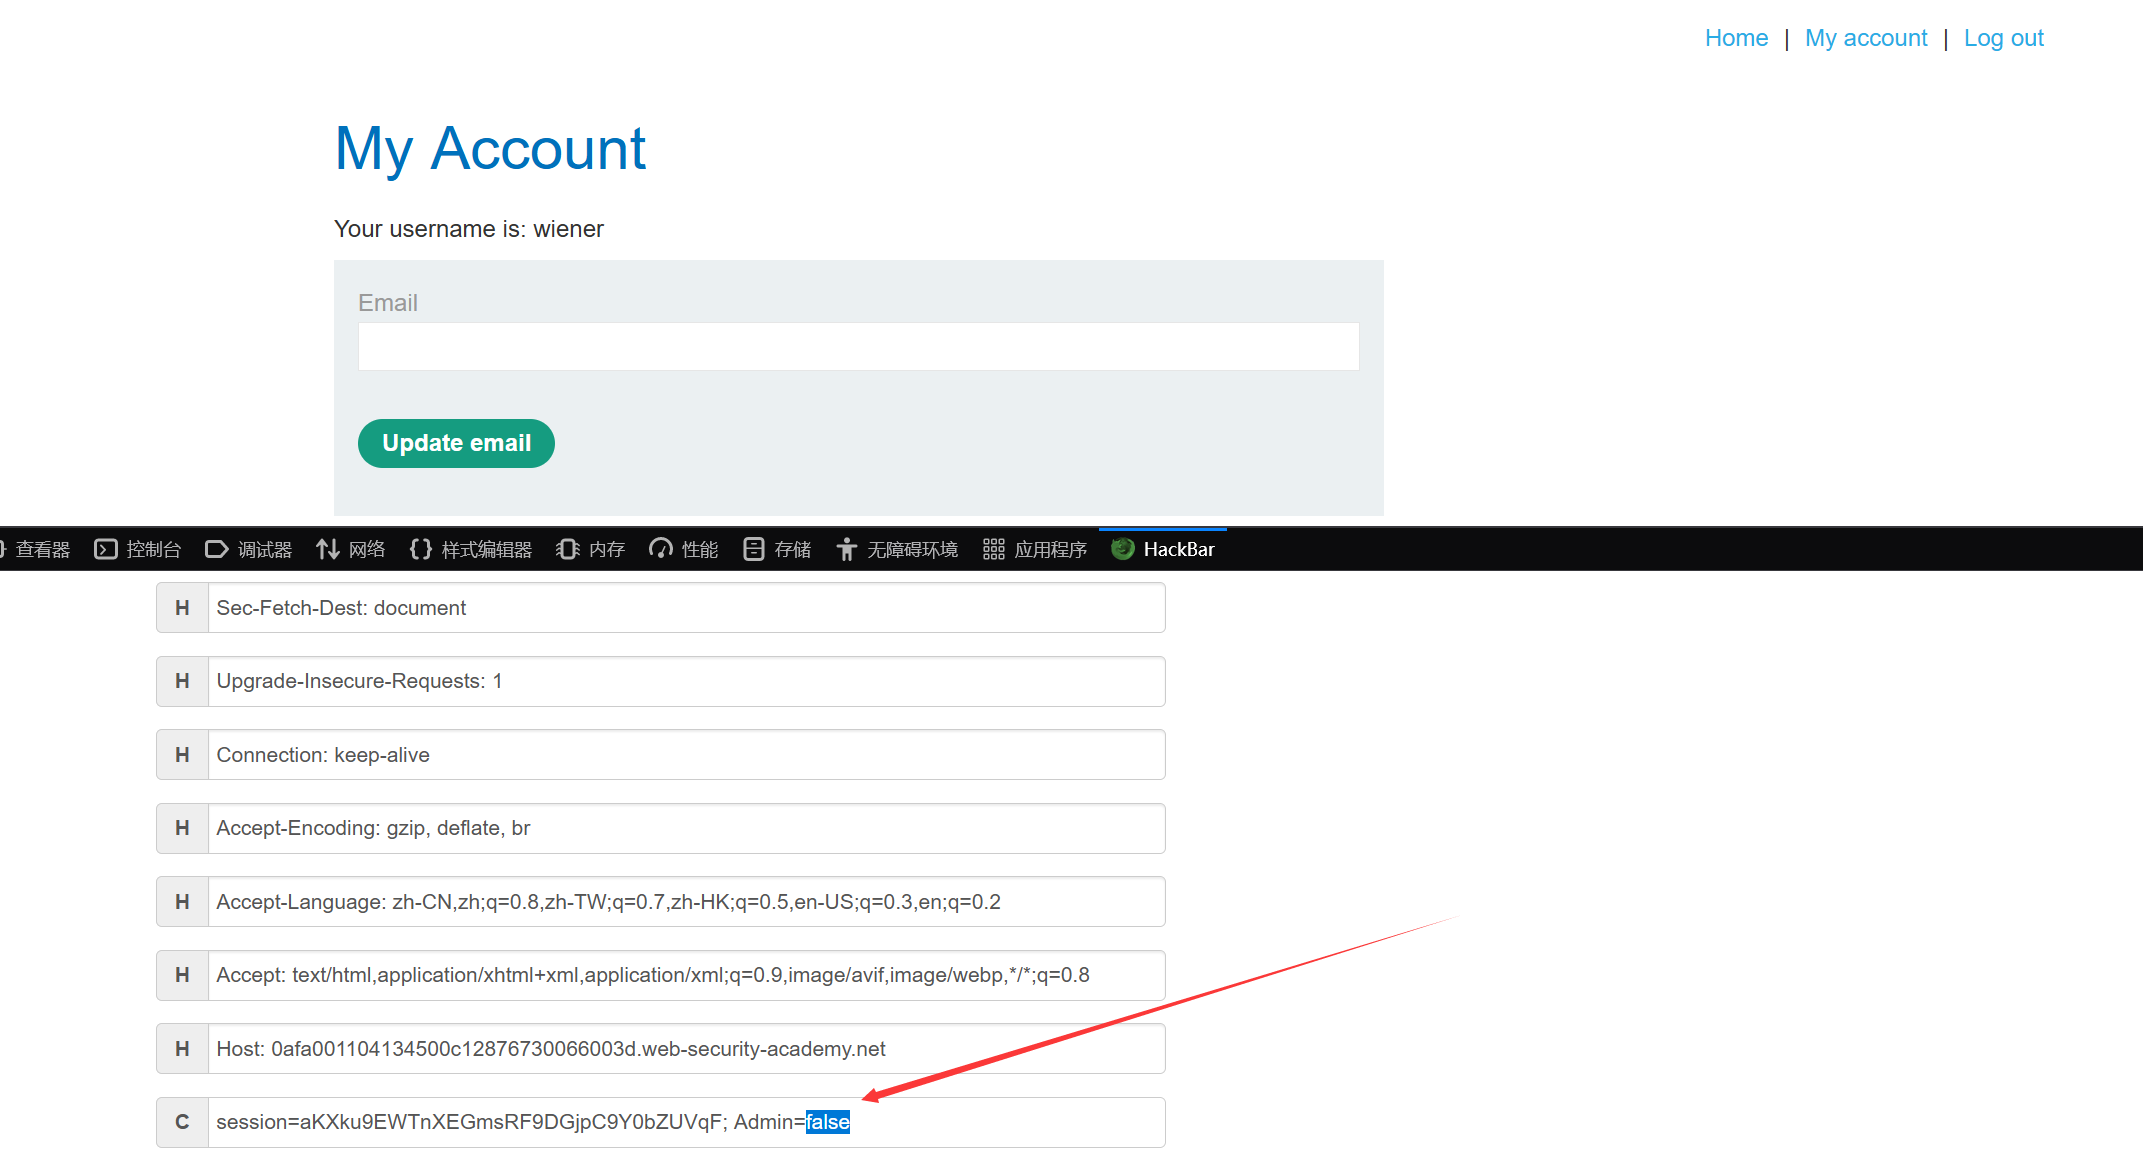 Home | My account | Log out
My Account
Your username is: wiener
Email
Update email
查看器 控制台 调试器 网络 {} 样式编辑器 内存 性能 存储 无障碍环境 应用程序 HackBar
H Sec-Fetch-Dest: document
H Upgrade-Insecure-Requests: 1
H Connection: keep-alive
H Accept-Encoding: gzip, deflate, br
H Accept-Language: zh-CN,zh;q=0.8,zh-TW;q=0.7,zh-HK;q=0.5,en-US;q=0.3,en;q=0.2
H Accept: text/html,application/xhtml+xml,application/xml;q=0.9,image/avif,image/webp,*/*;q=0.8
H Host: 0afa001104134500c12876730066003d.web-security-academy.net
C session=aKXku9EWTnXEGmsRF9DGjpC9Y0bZUVqF; Admin=false